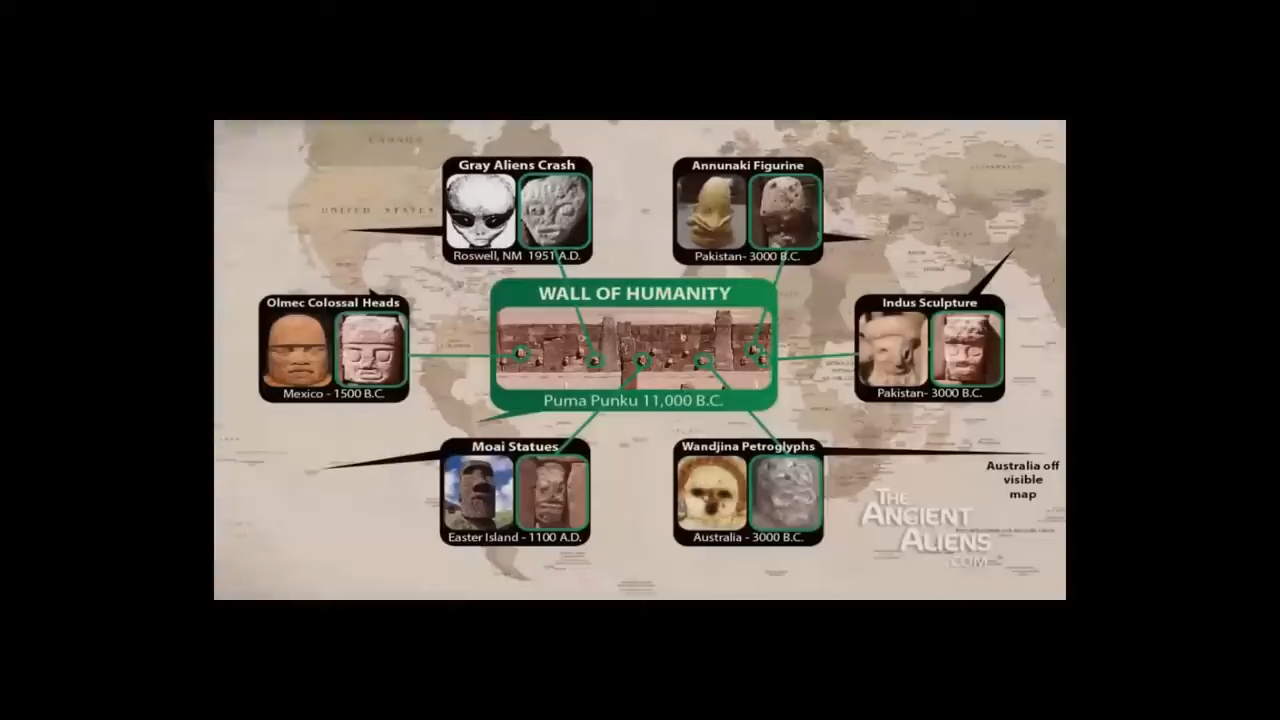 CANADA
UNITED STATES
Gray Aliens Crash
Roswell, NM 1951 A.D.
Annunaki Figurine
Pakistan- 3000 B.C.
Olmec Colossal Heads
Mexico - 1500 B.C.
WALL OF HUMANITY
Puma Punku 11,000 B.C.
Indus Sculpture
Pakistan- 3000 B.C.
Moai Statues
Easter Island - 1100 A.D.
Wandjina Petroglyphs
Australia - 3000 B.C.
Australia off
visible
map
THE
ANCIENT
ALIENS
.COM